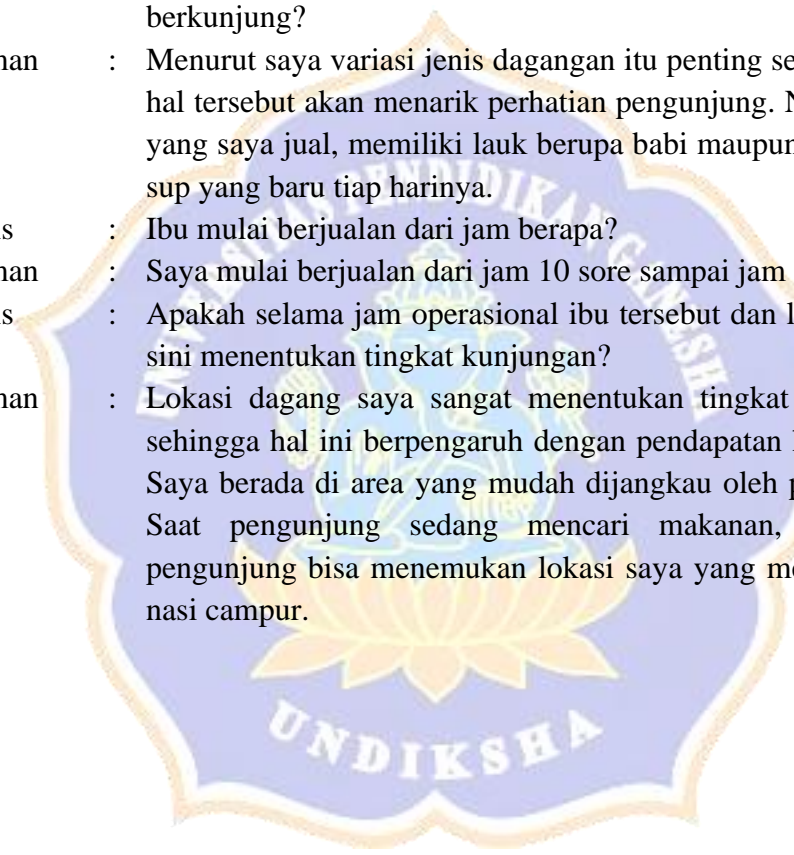 berkunjung?
: Menurut saya variasi jenis dagangan itu penting
hal tersebut akan menarik perhatian pengunjung.
yang saya jual, memiliki lauk berupa babi maupun
sup yang baru tiap harinya.
: Ibu mulai berjualan dari jam berapa?
: Saya mulai berjualan dari jam 10 sore sampai jam
: Apakah selama jam operasional ibu tersebut dan
sini menentukan tingkat kunjungan?
: Lokasi dagang saya sangat menentukan tingkat
sehingga hal ini berpengaruh dengan pendapatan
Saya berada di area yang mudah dijangkau oleh
Saat pengunjung sedang mencari makanan,
pengunjung bisa menemukan lokasi saya yang
nasi campur.
UNIVERSITAS PENDIDIKAN GANESHA
UNDIKSHA